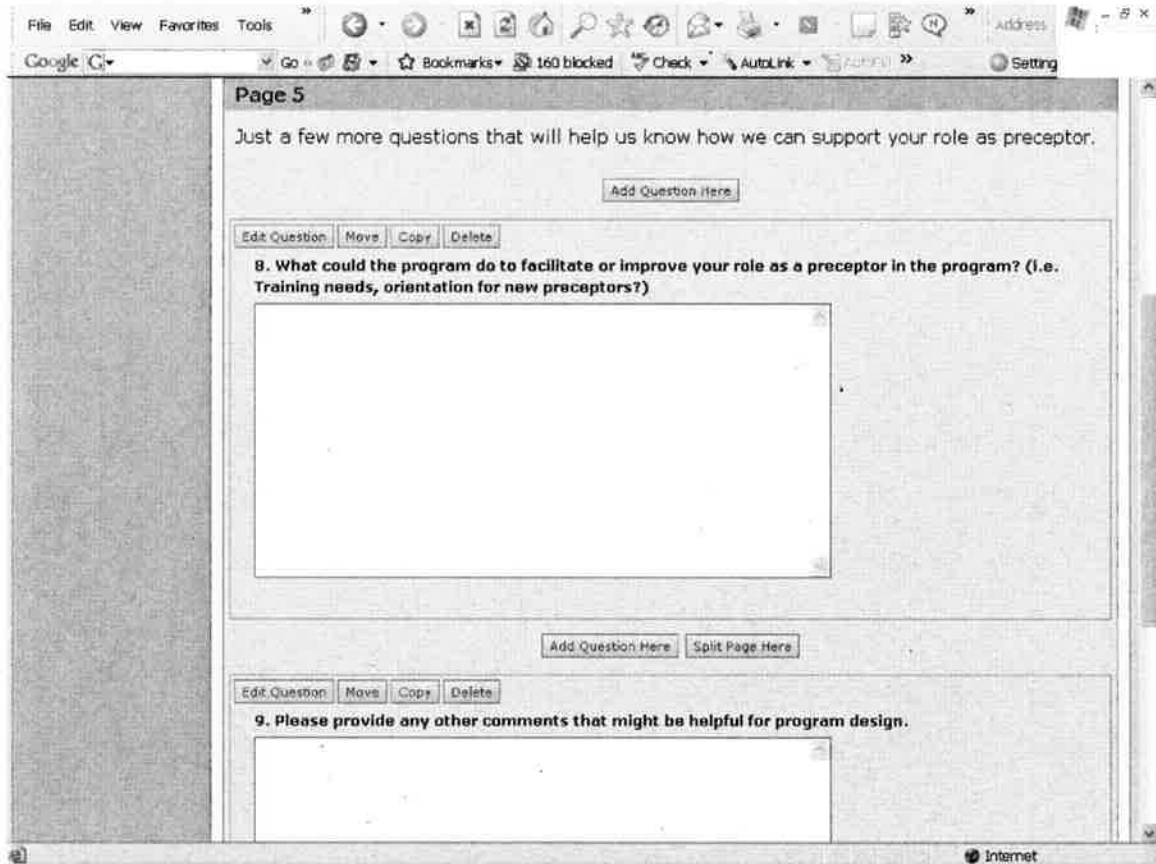 File Edit View Favorites Tools » » Address
Google G Go Bookmarks 160 blocked Check AutoLink AutoFill » Setting
Page 5
Just a few more questions that will help us know how we can support your role as preceptor.
Add Question Here
Edit Question Move Copy Delete
8. What could the program do to facilitate or improve your role as a preceptor in the program? (i.e.
Training needs, orientation for new preceptors?)
Add Question Here Split Page Here
Edit Question Move Copy Delete
9. Please provide any other comments that might be helpful for program design.
Internet